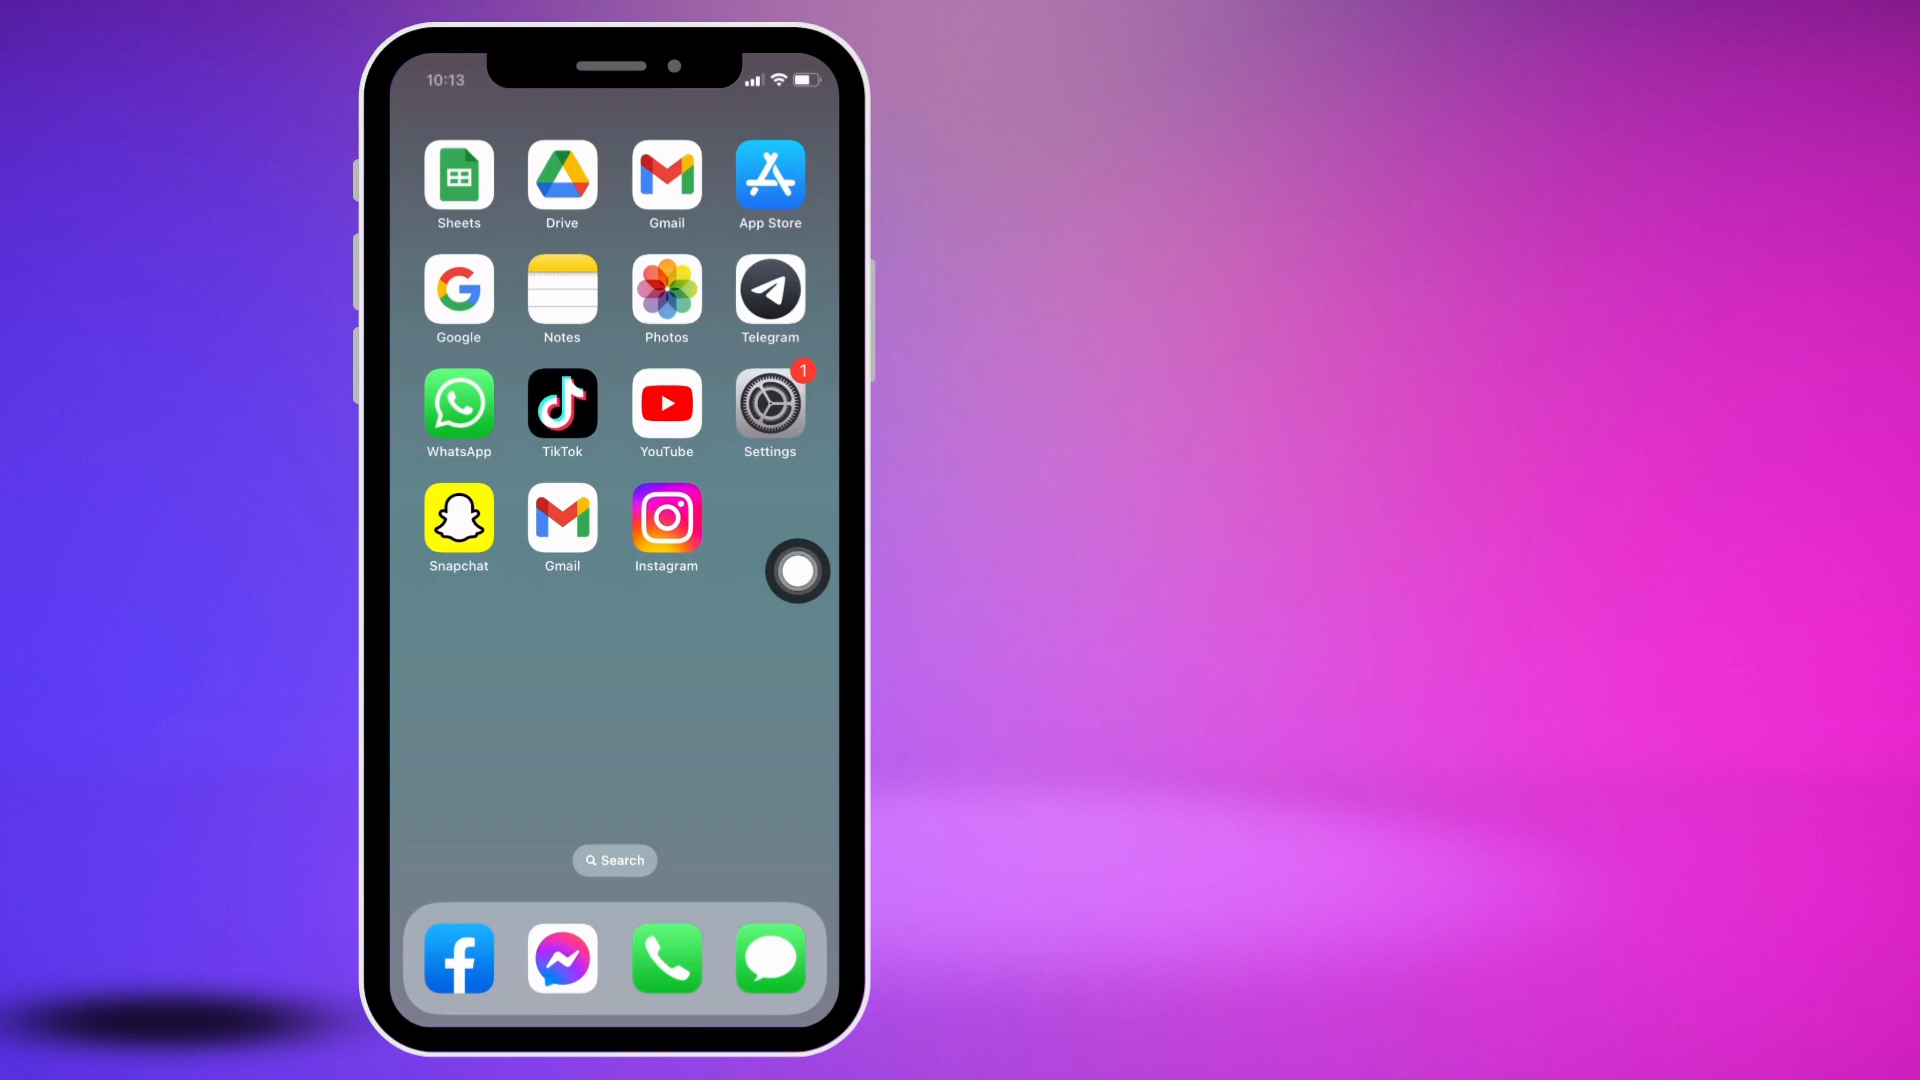 10:13
Sheets
Drive
Gmail
App Store
Google
Notes
Photos
Telegram
1
WhatsApp
TikTok
YouTube
Settings
Snapchat
Gmail
Instagram
Search